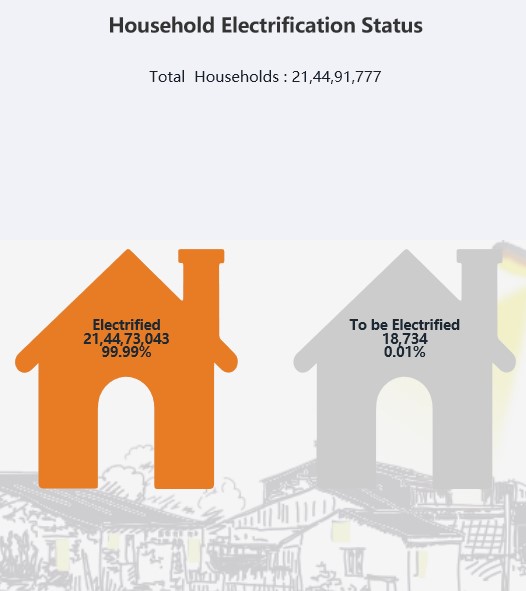 Household Electrification Status
Total Households : 21,44,91,777
Electrified
21,44,73,043
99.99%
To be Electrified
18,734
0.01%